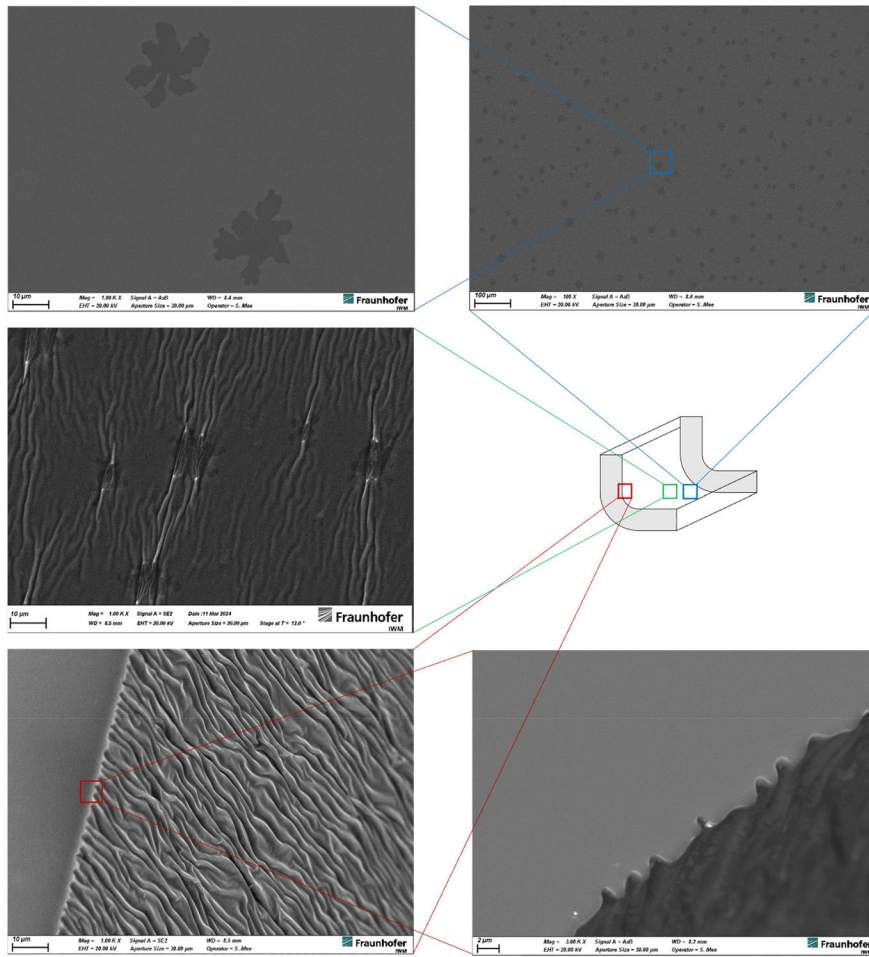 10 µm
Mag = 1.00 K X Signal A = AsB WD = 8.4 mm
EHT = 20.00 kV Aperture Size = 30.00 µm Operator = S. Mee
Fraunhofer
IWM
100 µm
Mag = 100 X Signal A = AsB WD = 8.4 mm
EHT = 20.00 kV Aperture Size = 30.00 µm Operator = S. Mee
Fraunhofer
IWM
10 µm
Mag = 1.00 K X Signal A = SE2 Date :11 Mar 2024
WD = 8.5 mm EHT = 20.00 kV Aperture Size = 30.00 µm Stage at T = 12.0 °
Fraunhofer
IWM
10 µm
Mag = 1.00 K X Signal A = SE2 WD = 8.5 mm
EHT = 20.00 kV Aperture Size = 30.00 µm Operator = S. Mee
Fraunhofer
IWM
2 µm
Mag = 3.00 K X Signal A = AsB WD = 8.2 mm
EHT = 20.00 kV Aperture Size = 30.00 µm Operator = S. Mee
Fraunhofer
IWM